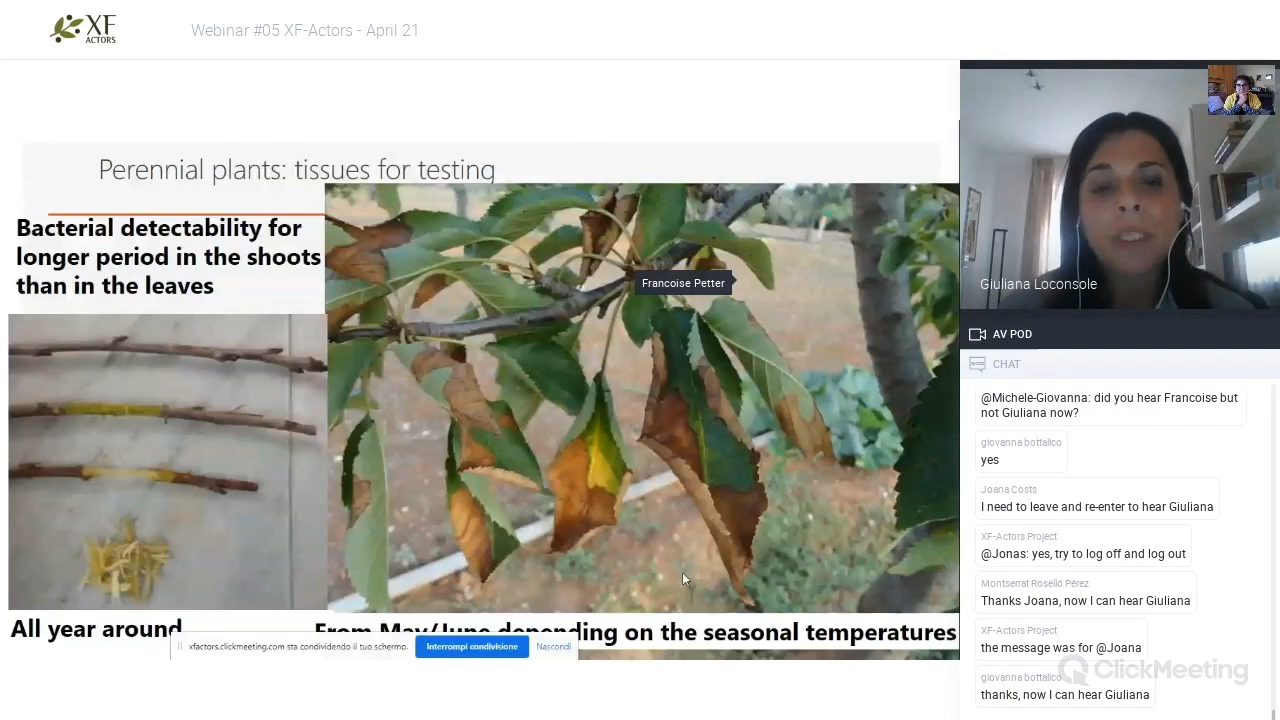 XF
ACTORS
Webinar #05 XF-Actors - April 21
Perennial plants: tissues for testing
Bacterial detectability for
longer period in the shoots
than in the leaves
Francoise Petter
All year around
From May/June depending on the seasonal temperatures
xfactors.clickmeeting.com sta condividendo il tuo schermo.
Interrompi condivisione
Nascondi
Giuliana Loconsole
AV POD
CHAT
@Michele-Giovanna: did you hear Francoise but
not Giuliana now?
giovanna bottalico
yes
Joana Costs
I need to leave and re-enter to hear Giuliana
XF-Actors Project
@Jonas: yes, try to log off and log out
Montserrat Roselló Pérez
Thanks Joana, now I can hear Giuliana
XF-Actors Project
the message was for @Joana
giovanna bottalico
thanks, now I can hear Giuliana
ClickMeeting